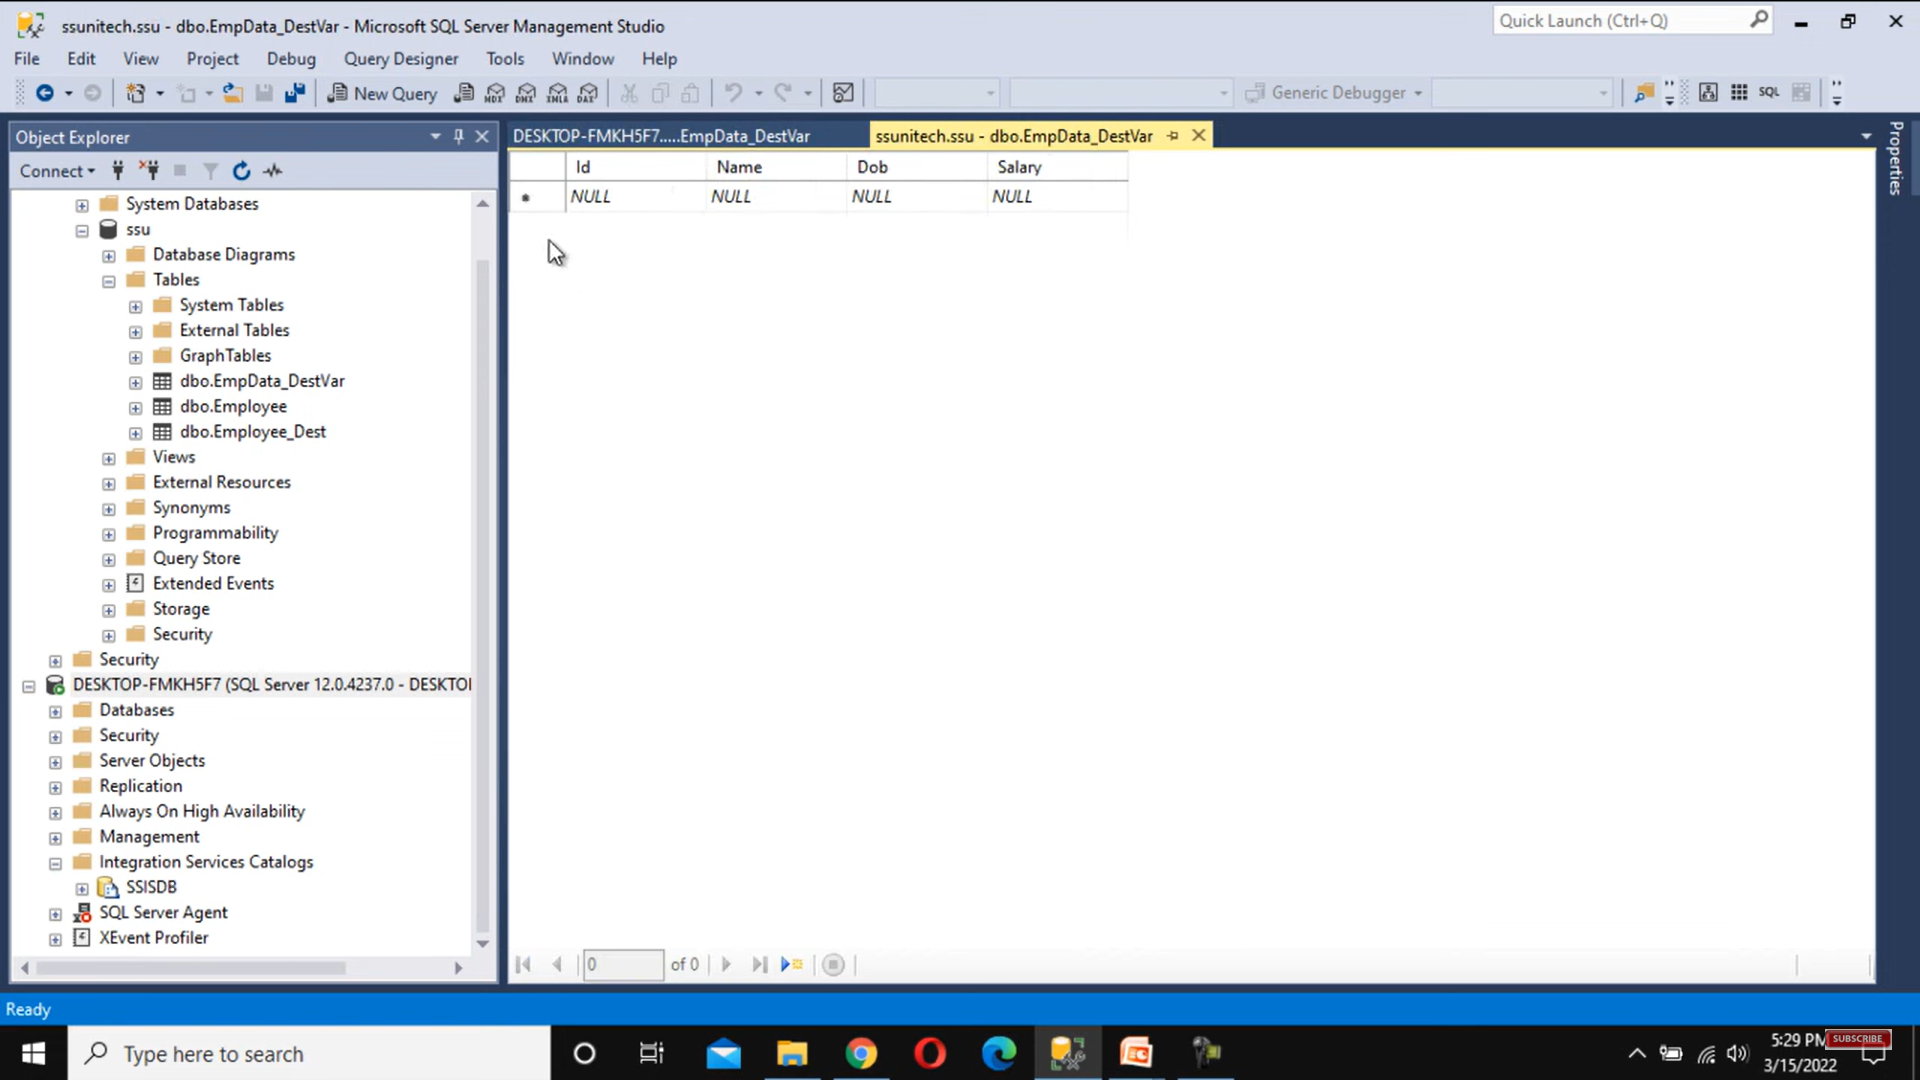 ssunitech.ssu - dbo.EmpData_DestVar - Microsoft SQL Server Management Studio
Quick Launch (Ctrl+Q)
File Edit View Project Debug Query Designer Tools Window Help
New Query MDX DMX XMLA DAX Generic Debugger SQL
Object Explorer
DESKTOP-FMKH5F7.....EmpData_DestVar
ssunitech.ssu - dbo.EmpData_DestVar
Properties
Connect
Id Name Dob Salary
NULL NULL NULL NULL
System Databases
ssu
Database Diagrams
Tables
System Tables
External Tables
GraphTables
dbo.EmpData_DestVar
dbo.Employee
dbo.Employee_Dest
Views
External Resources
Synonyms
Programmability
Query Store
Extended Events
Storage
Security
Security
DESKTOP-FMKH5F7 (SQL Server 12.0.4237.0 - DESKTOI
Databases
Security
Server Objects
Replication
Always On High Availability
Management
Integration Services Catalogs
SSISDB
SQL Server Agent
XEvent Profiler
0 of 0
Ready
Type here to search
5:29 PM
SUBSCRIBE
3/15/2022